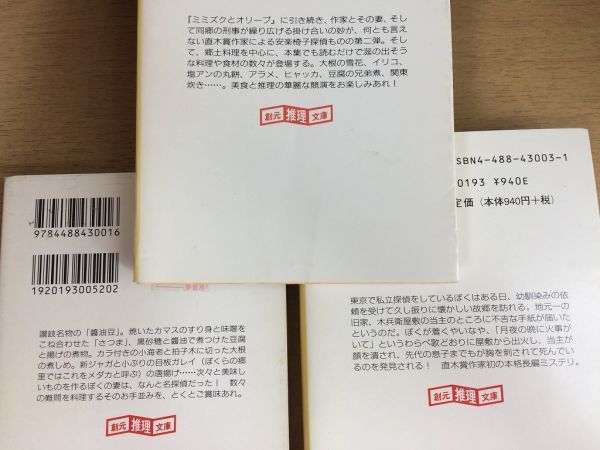 『ミミズクとオリーブ』に引き続き、作家とその妻、そし
て同郷の刑事が繰り広げる掛け合いの妙が、何とも言え
ない直木賞作家による安楽椅子探偵ものの第二弾。そし
て、郷土料理を中心に、本集でも読むだけで涎の出そう
な料理や食材の数々が登場する。大根の雪花、イリコ、
塩アンの丸餅、アラメ、ヒャッカ、豆腐の兄弟煮、関東
炊き……。美食と推理の華麗な競演をお楽しみあれ!
創元推理文庫
9784488430016
1920193005202
讃岐名物の「醬油豆」。焼いたカマスのすり身と味噌を
こね合わせた「さつま」、黒砂糖と醬油で煮つけた豆腐
と揚げの煮物。カラ付きの小海老と拍子木に切った大根
の煮しめ。新ジャガと小ぶりの目板ガレイ(ぼくらの郷
里ではこれをメダカと呼ぶ)の唐揚げ……次々と美味し
いものを作るぼくの妻は、なんと名探偵だった! 数々
の難問を料理するそのお手並みを、とくとご賞味あれ。
創元推理文庫
ISBN4-488-43003-1
0193 ¥940E
定価(本体940円+税)
東京で私立探偵をしているぼくはある日、幼馴染みの依
頼を受けて久し振りに懐かしい故郷を訪れる。地元一の
旧家、木兵衛屋敷の当主のところに不吉な手紙が届いた
というのだ。ぼくが着くやいなや、「月夜の晩に火事が
いて」というわらべ歌どおりに屋敷から出火し、当主が
顔を潰され、先代の息子までもが胸を刺されて死んでい
るのを発見される! 直木賞作家初の本格長編ミステリ。
創元推理文庫